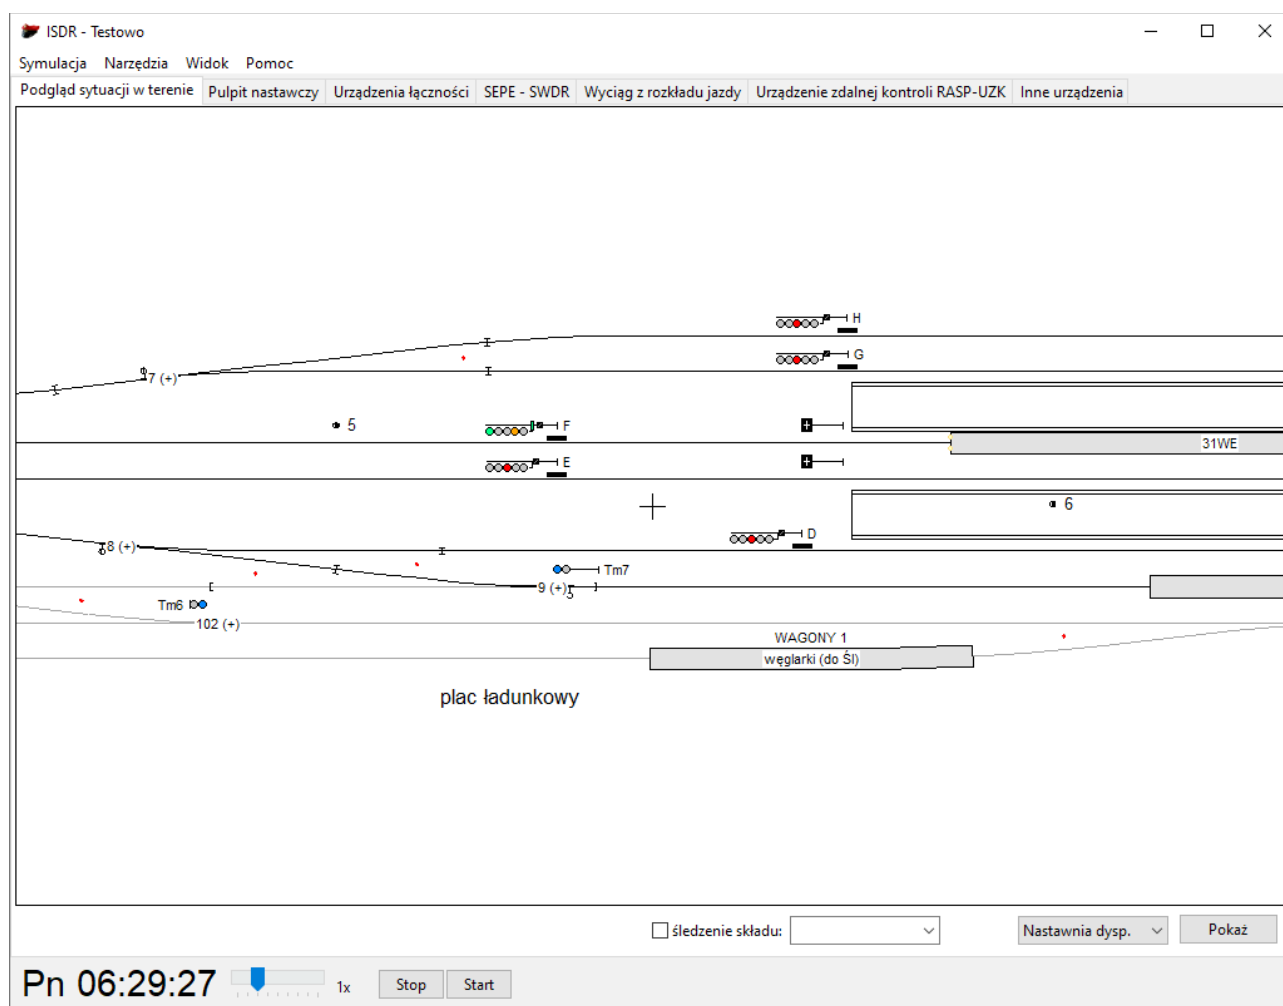 ISDR - Testowo
Symulacja Narzędzia Widok Pomoc
Podgląd sytuacji w terenie Pulpit nastawczy Urządzenia łączności SEPE - SWDR Wyciąg z rozkładu jazdy Urządzenie zdalnej kontroli RASP-UZK Inne urządzenia
H
G
7 (+)
5
F
31WE
E
6
D
8 (+)
Tm7
9 (+)
Tm6
102 (+)
WAGONY 1
węglarki (do Śl)
plac ładunkowy
śledzenie składu:
Nastawnia dysp.
Pokaż
Pn 06:29:27
1x
Stop
Start